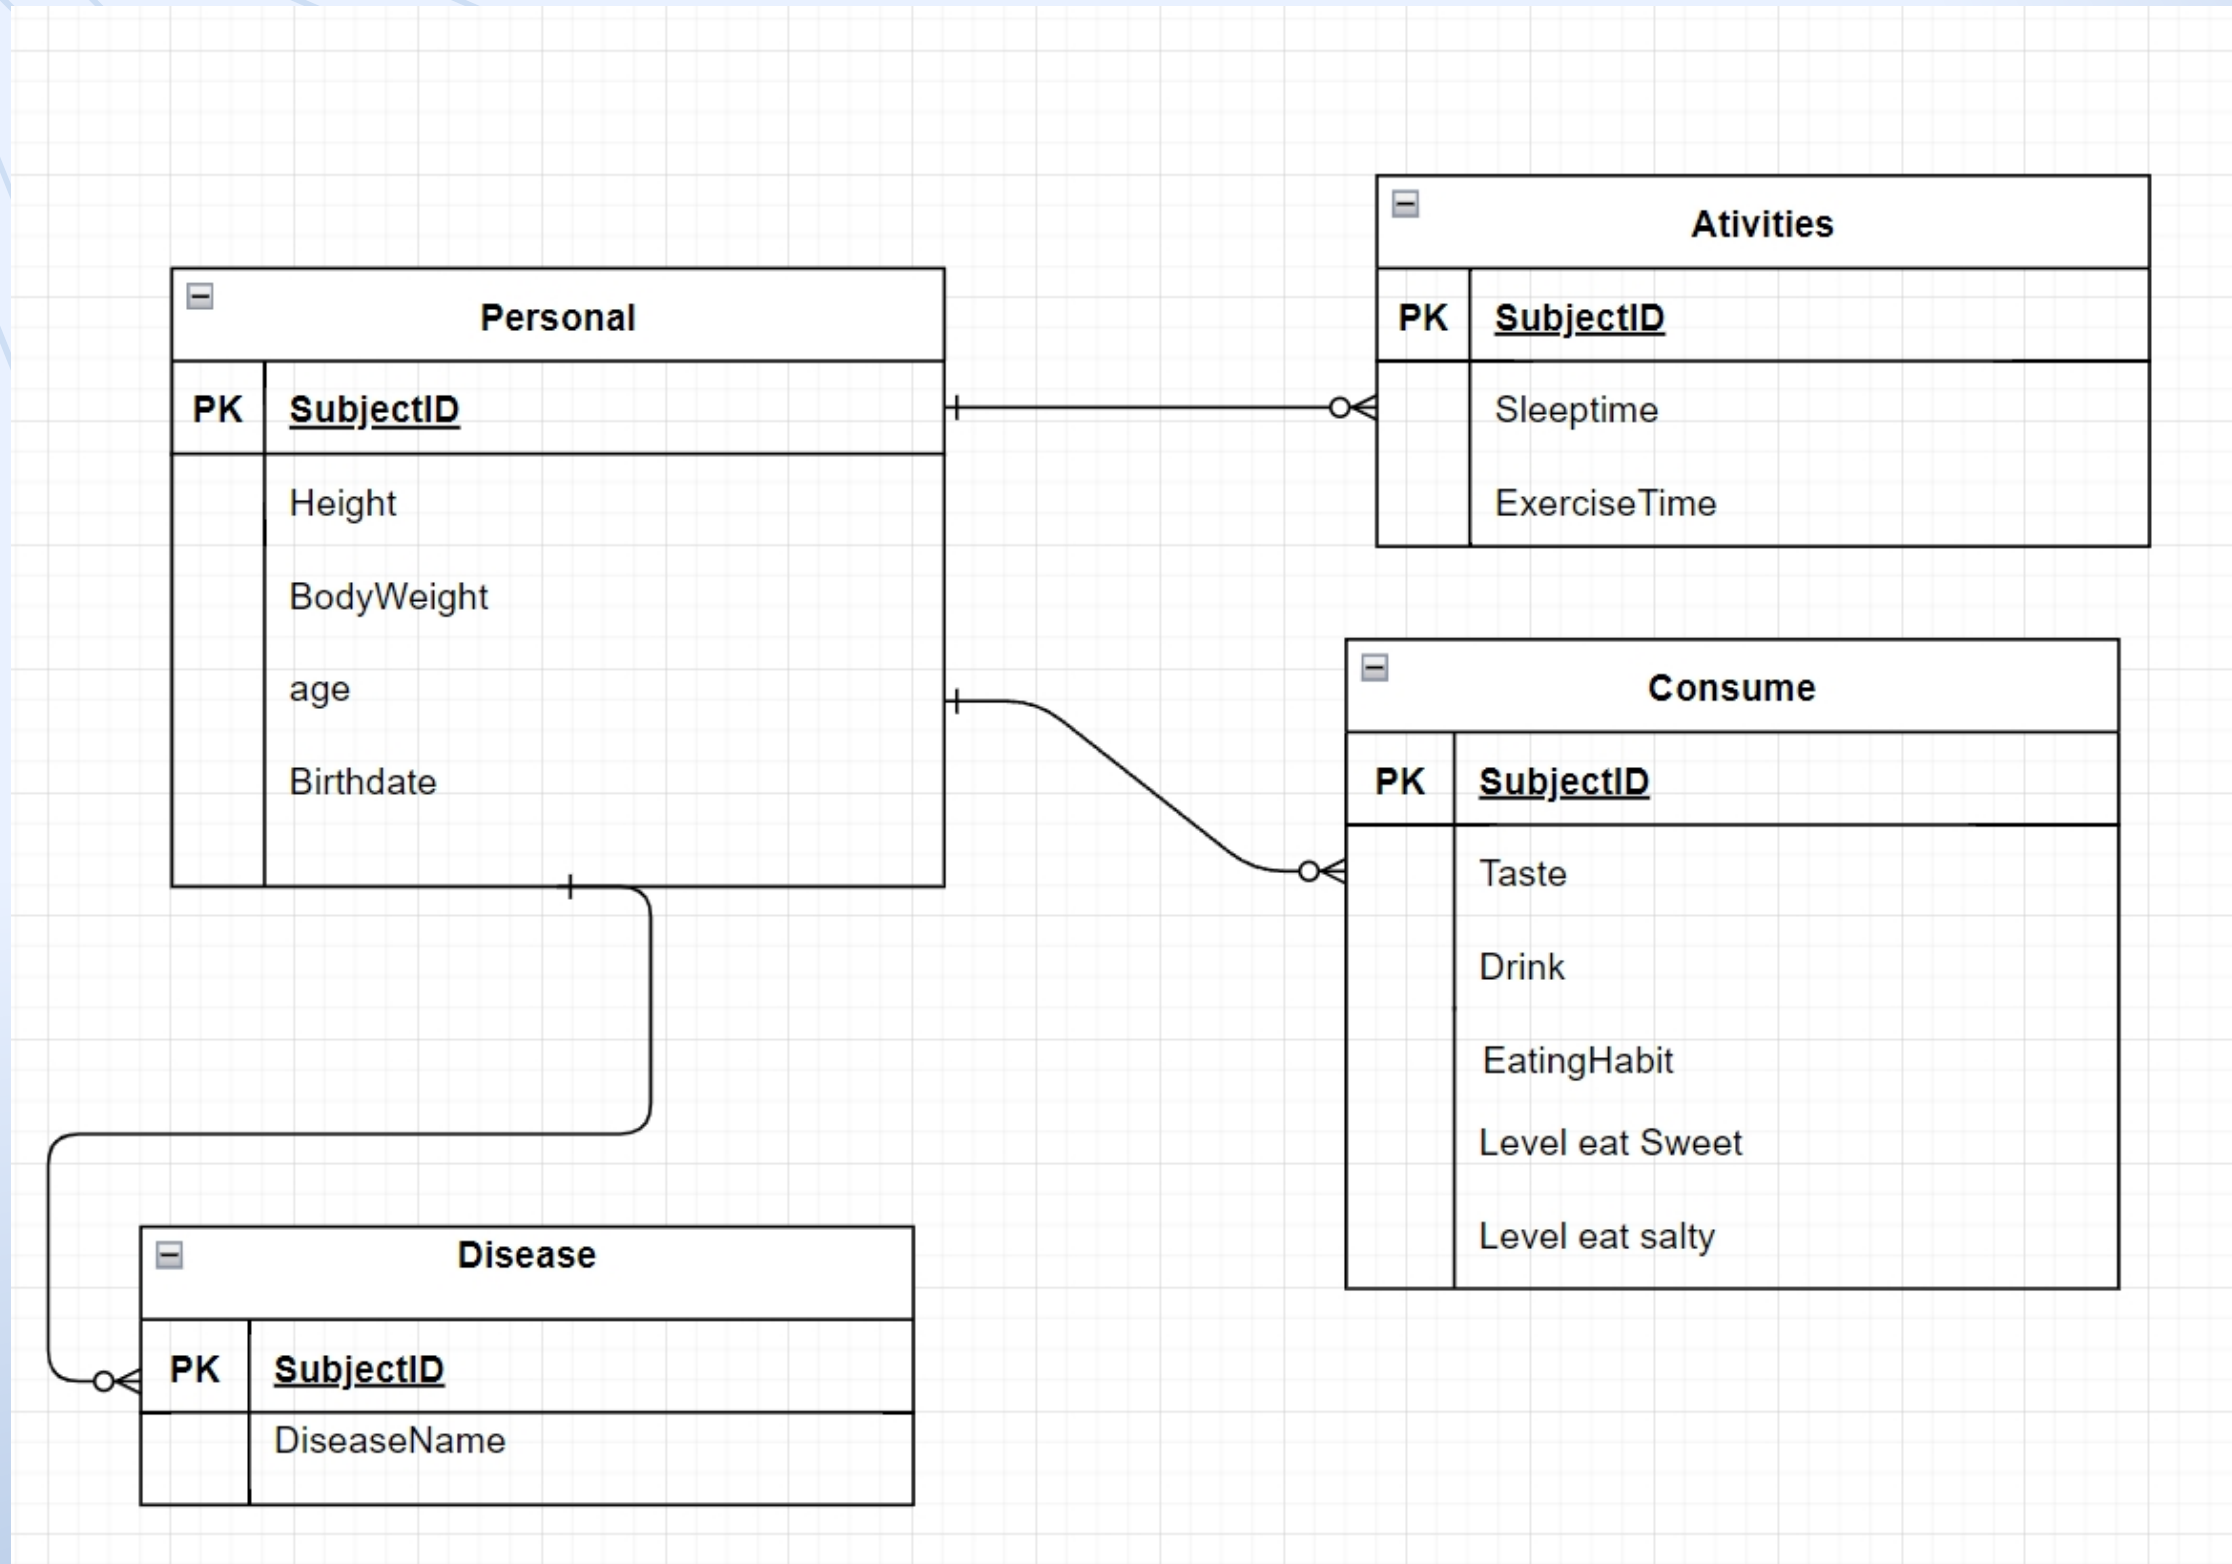 Personal
PK SubjectID
Height
BodyWeight
age
Birthdate
Ativities
PK SubjectID
Sleeptime
ExerciseTime
Consume
PK SubjectID
Taste
Drink
EatingHabit
Level eat Sweet
Level eat salty
Disease
PK SubjectID
DiseaseName